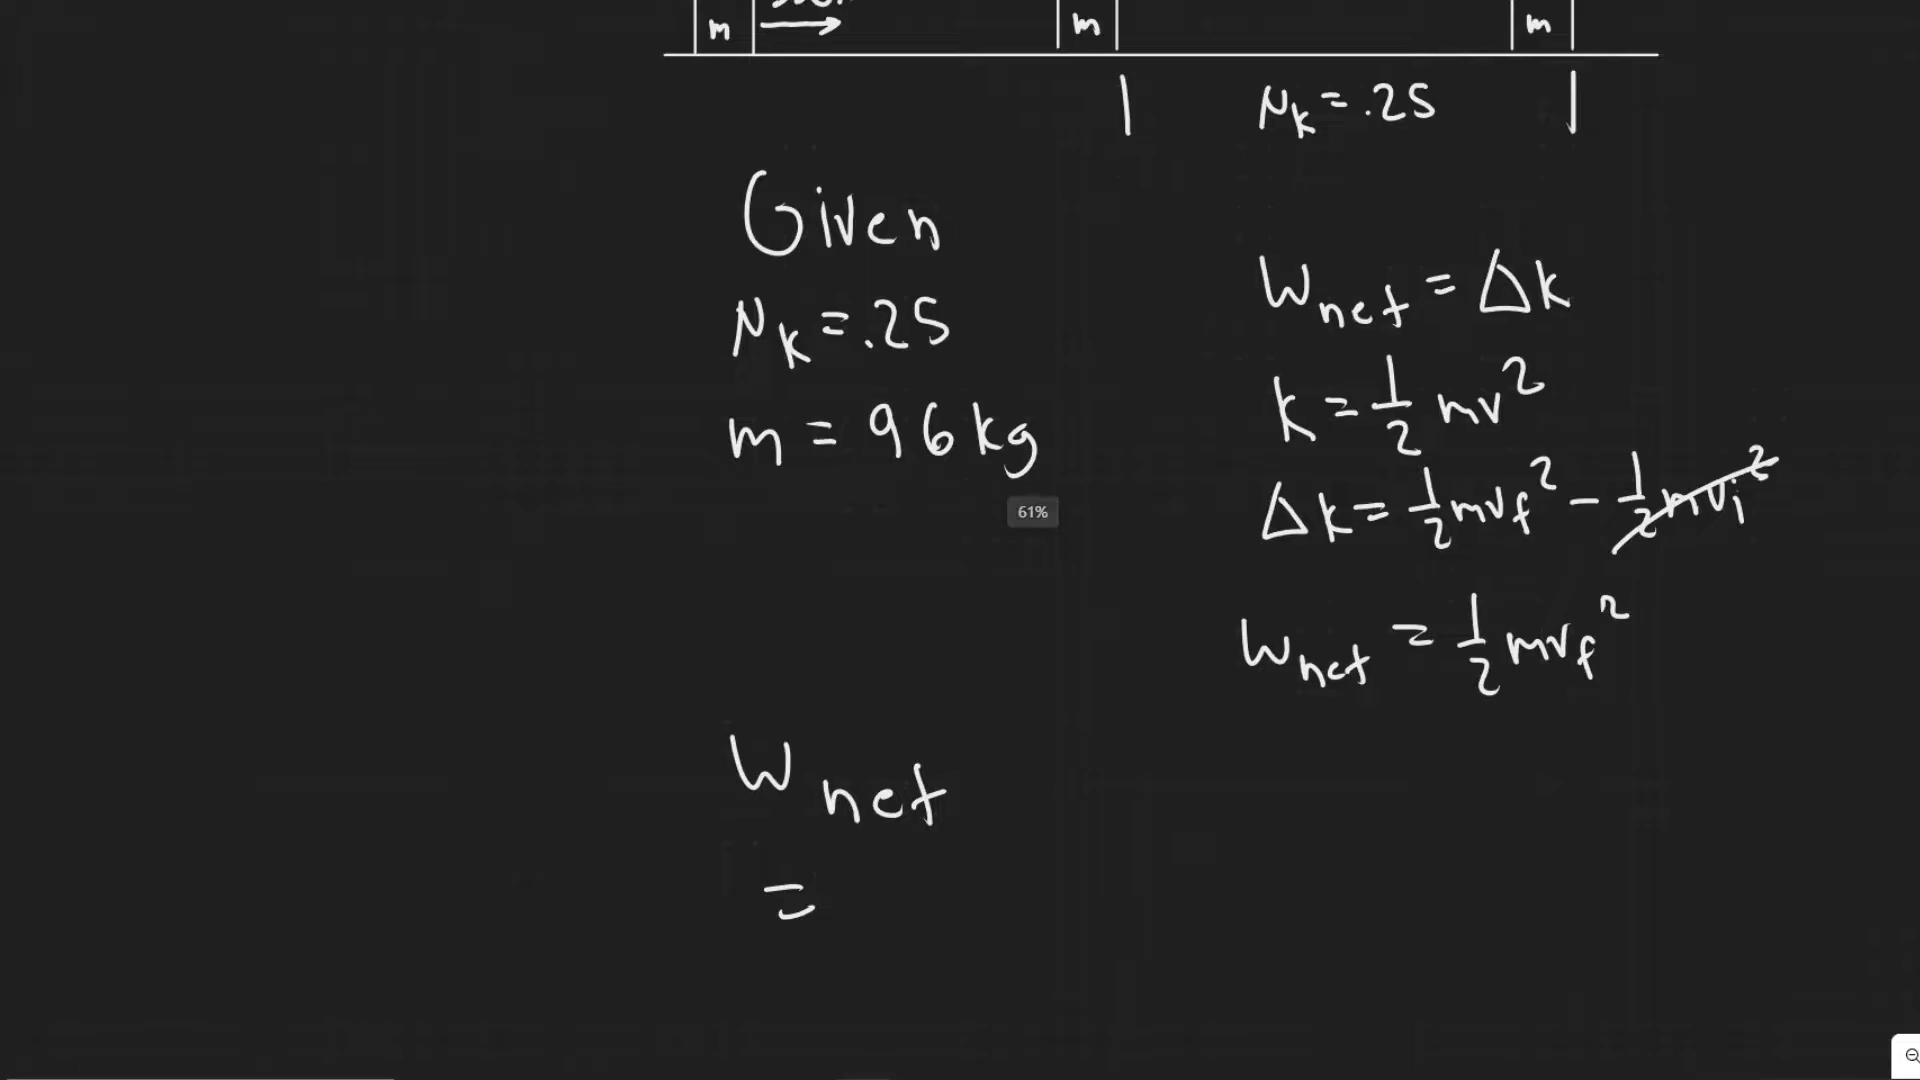 m m m
μk = .25
Given
μk = .25
m = 96 kg
Wnet = Δk
k = 1/2 mv²
Δk = 1/2 mvf² - 1/2 mvi²
61%
Wnet = 1/2 mvf²
Wnet
=